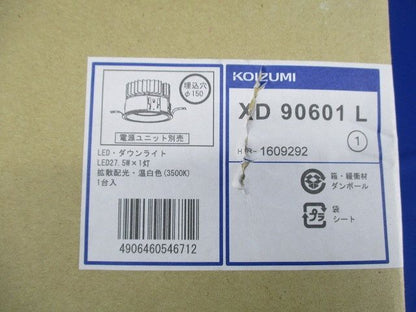 埋込穴
φ150
電源ユニット別売
LED・ダウンライト
LED27.5W×1灯
拡散配光・温白色(3500K)
1台入
4906460546712
KOIZUMI
XD 90601 L
1
1609292
箱・緩衝材
ダンボール
プラ
袋
シート